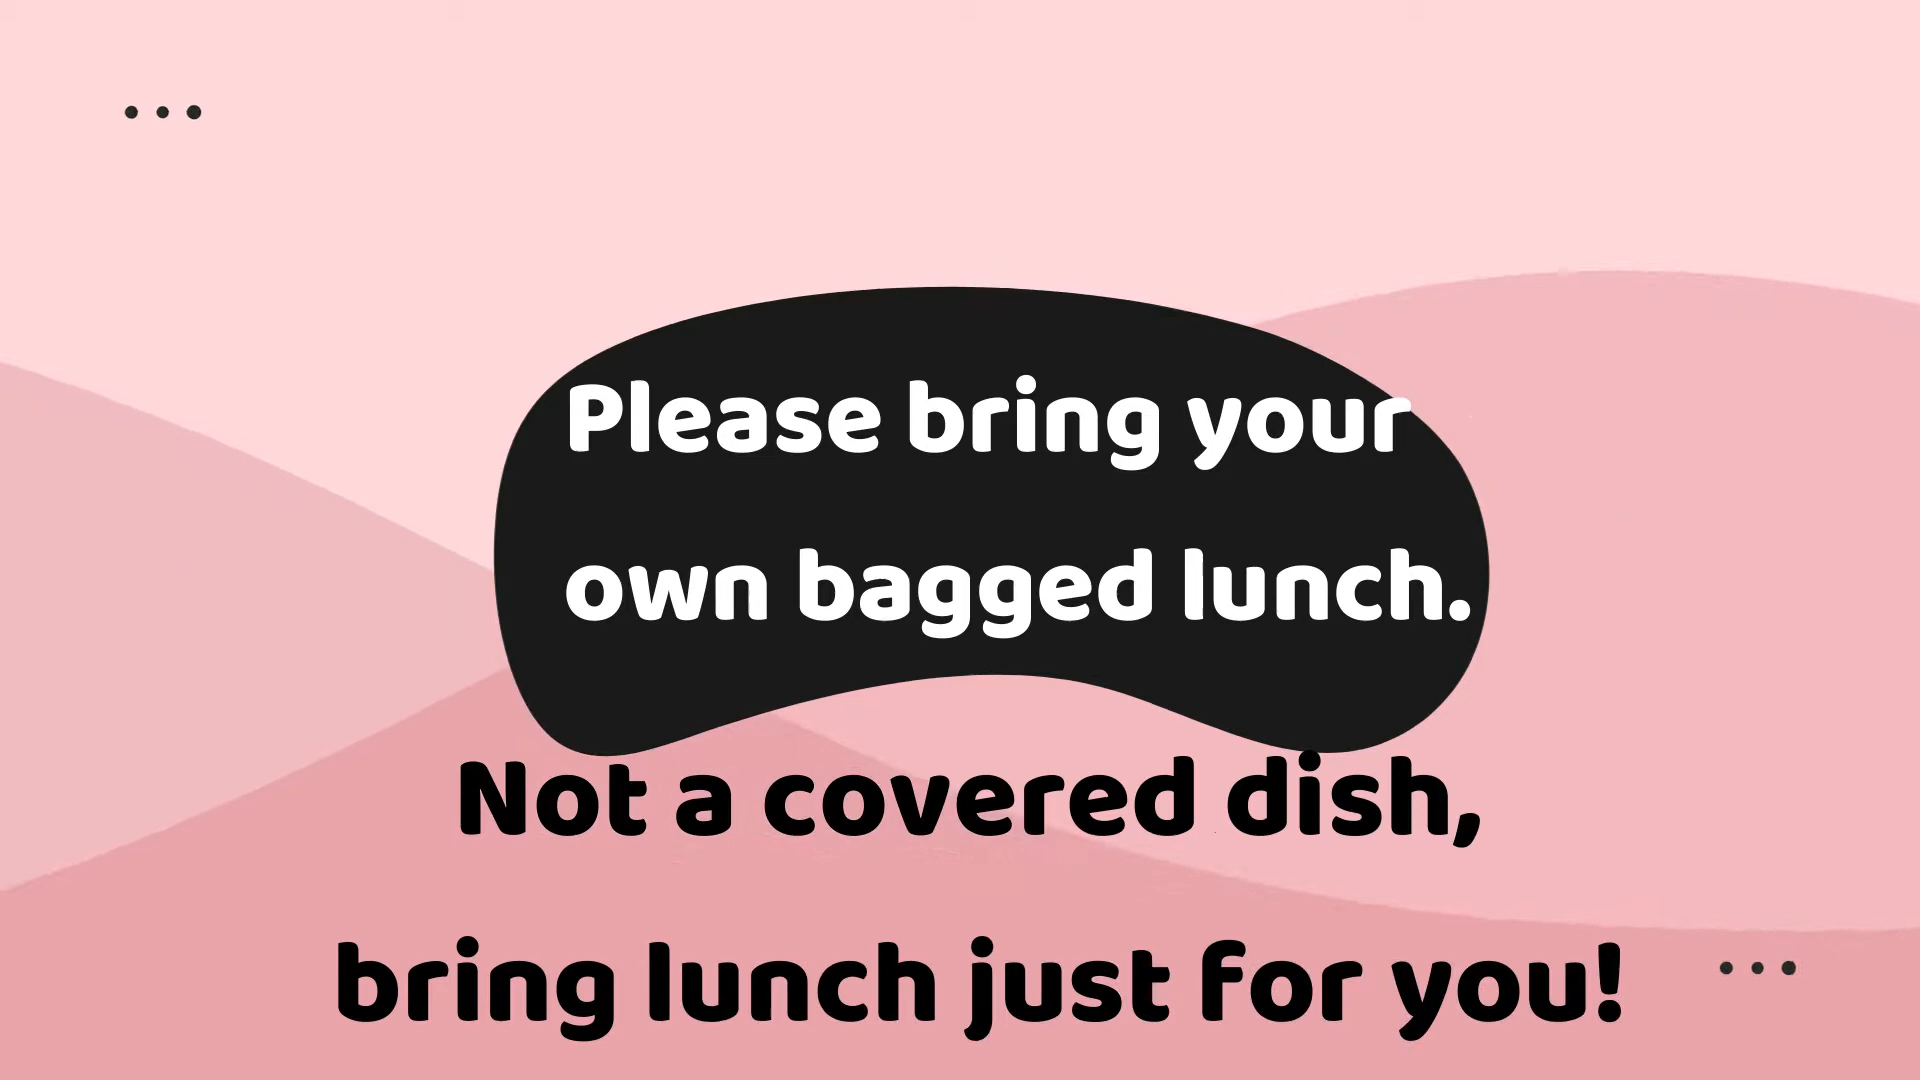 Please bring your
own bagged lunch.
Not a covered dish,
bring lunch just for you!